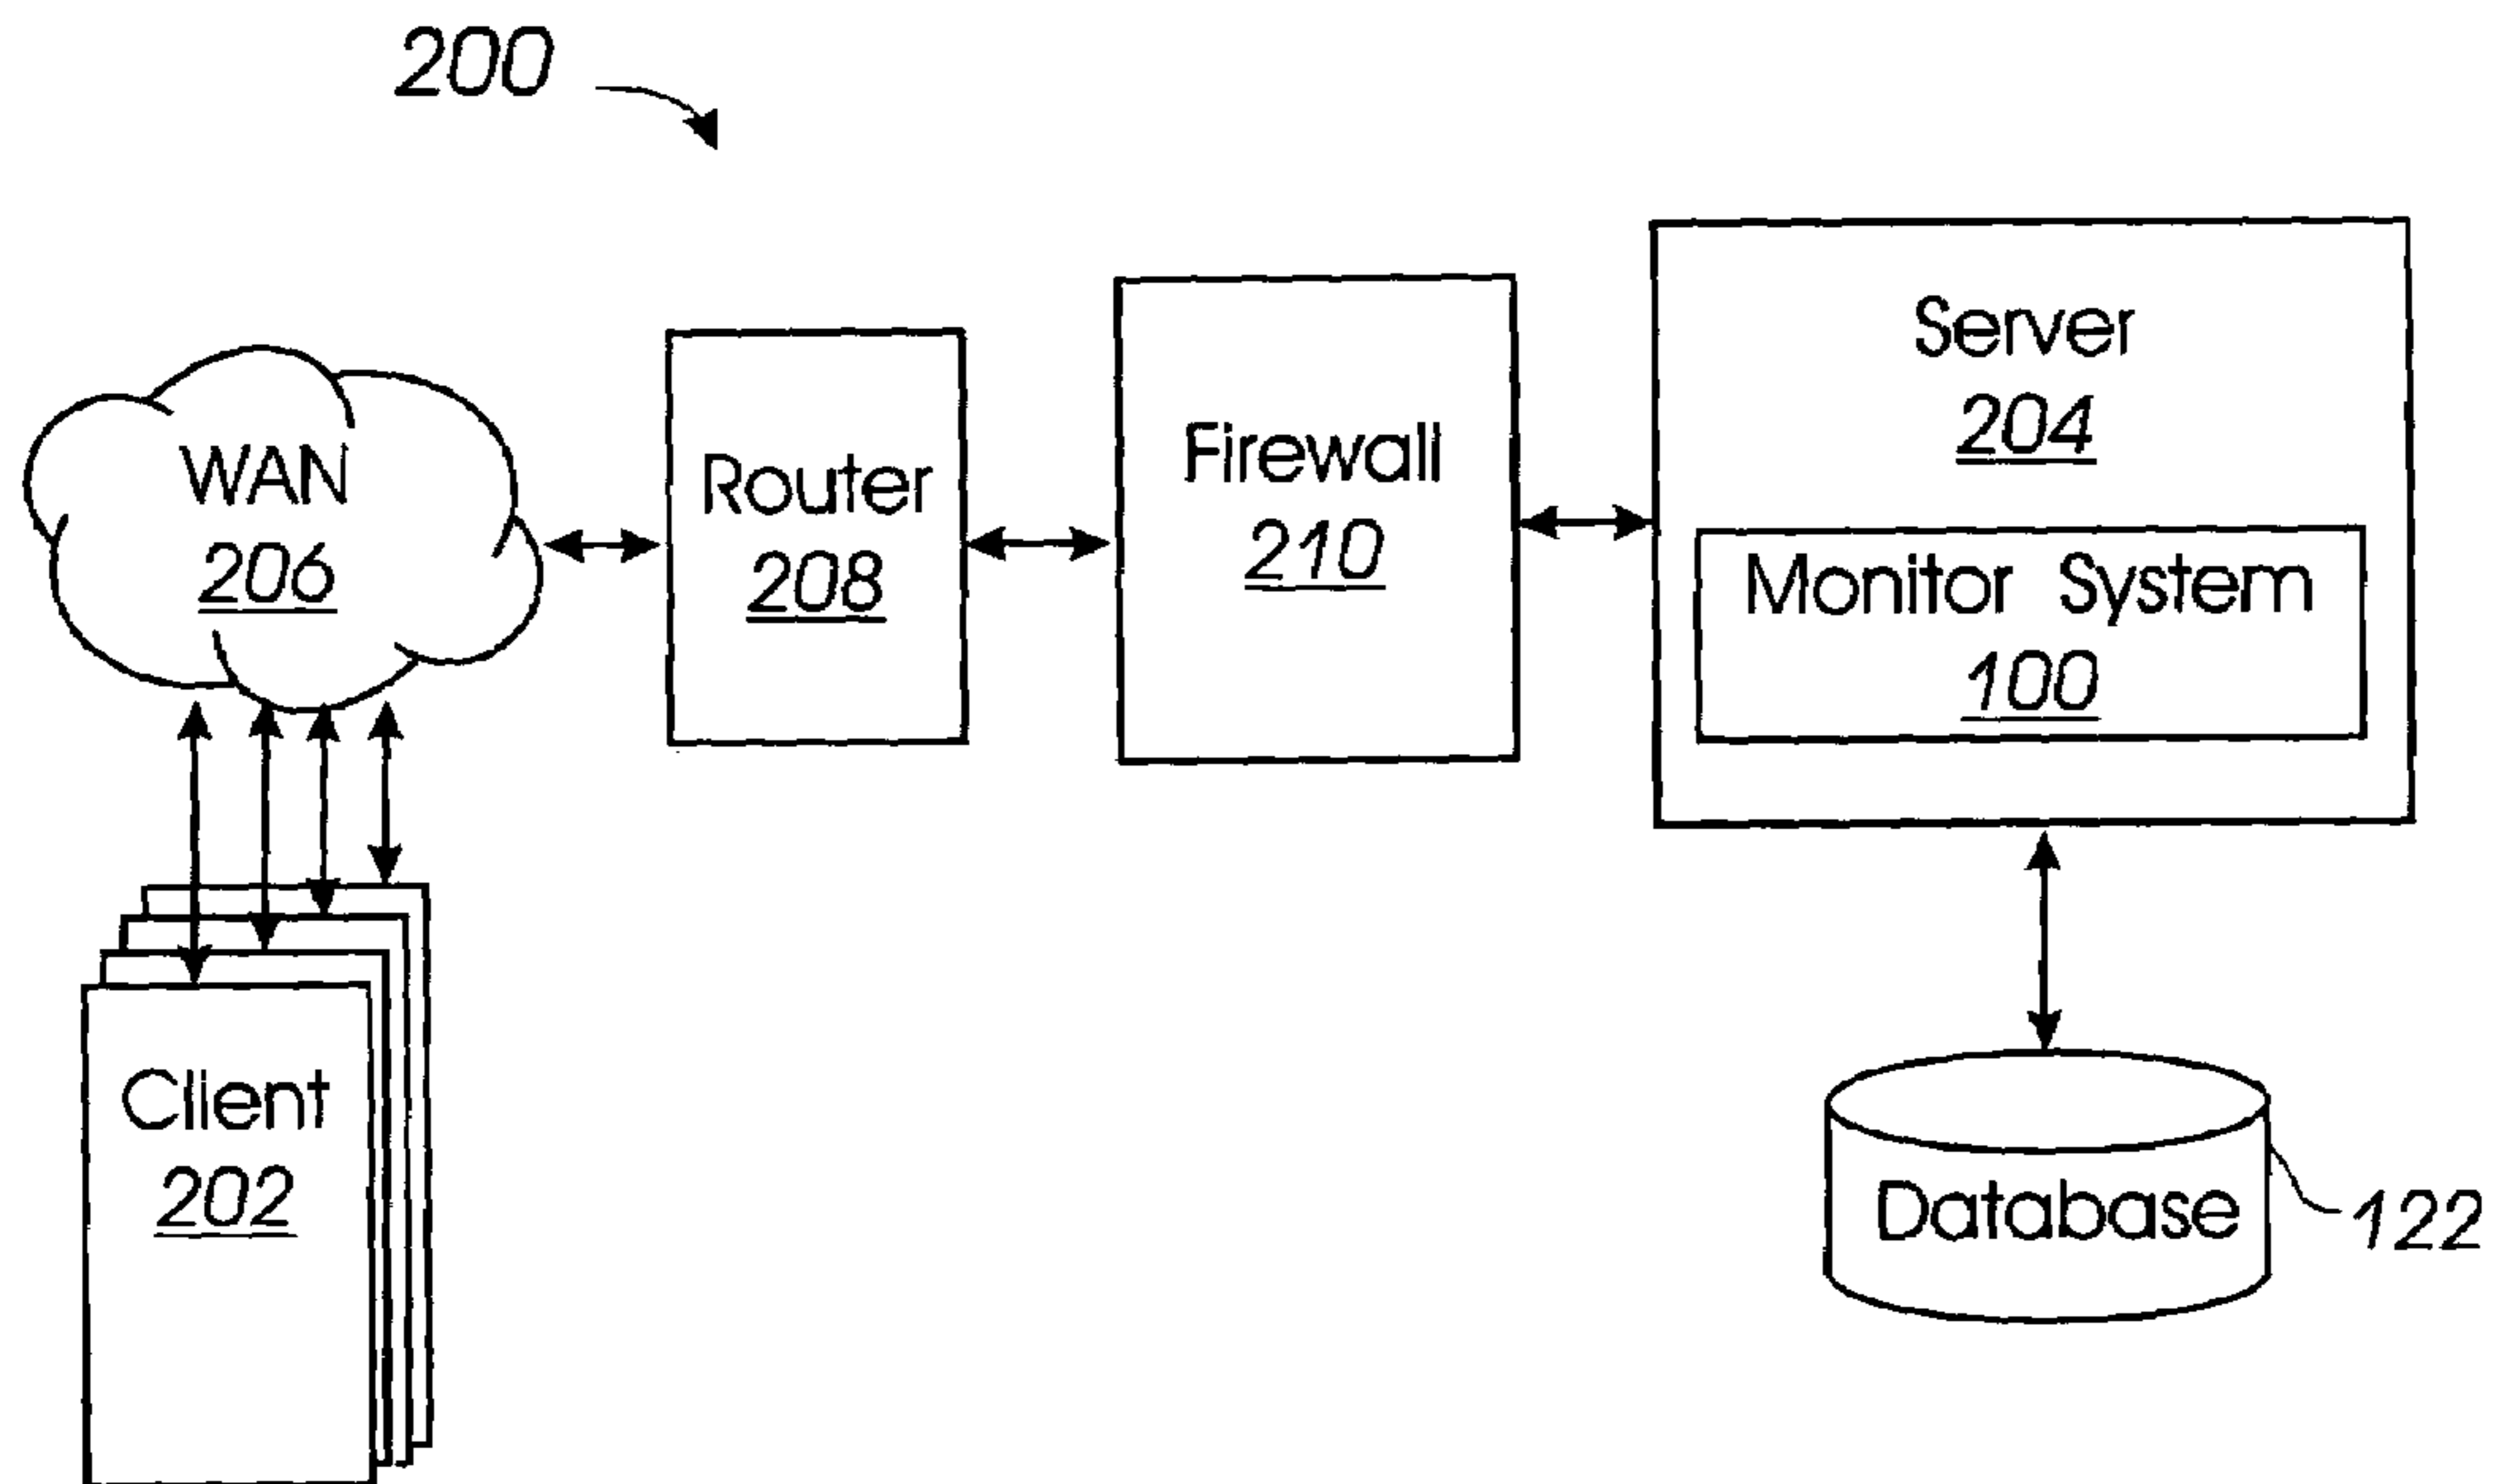 200
WAN
206
Router
208
Firewall
210
Server
204
Monitor System
100
Client
202
Database
122